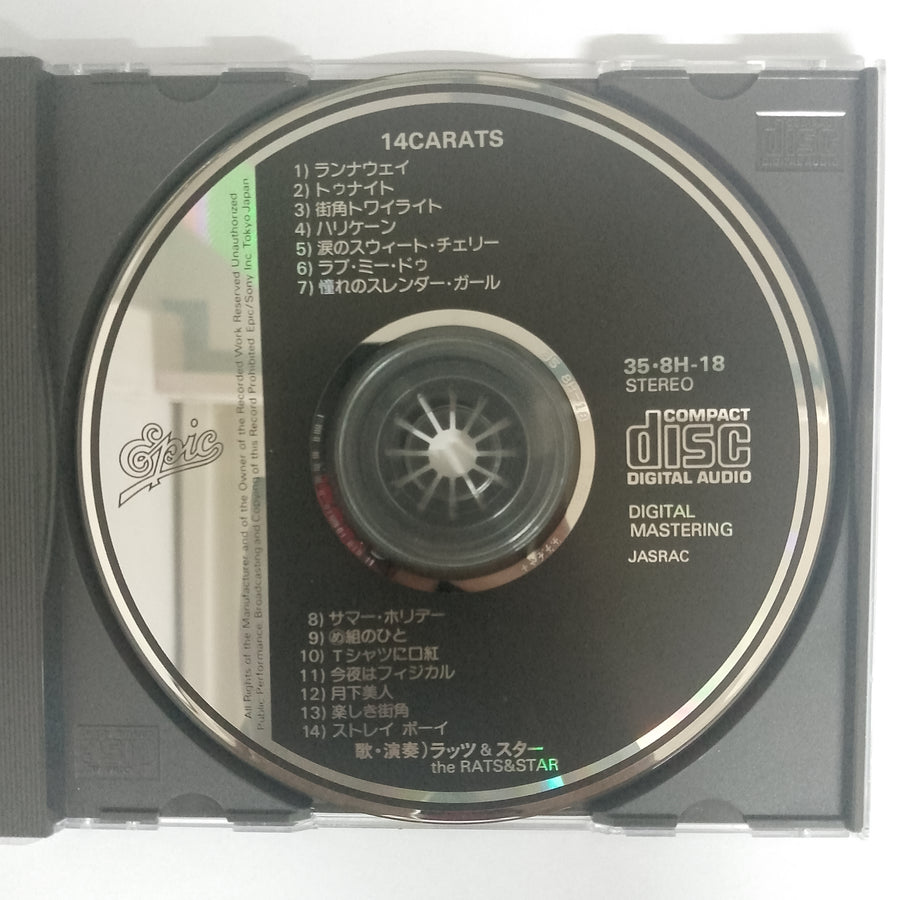 14CARATS
1) ランナウェイ
2) トゥナイト
3) 街角トワイライト
4) ハリケーン
5) 涙のスウィート・チェリー
6) ラブ・ミー・ドゥ
7) 憧れのスレンダー・ガール
35・8H-18
STEREO
COMPACT
disc
DIGITAL AUDIO
DIGITAL
MASTERING
JASRAC
Epic
All Rights of the Manufacturer and of the Owner of the Recorded Work Reserved Unauthorized
Public Performance Broadcasting and Copying of this Record Prohibited Epic/Sony Inc Tokyo Japan
8) サマー・ホリデー
9) め組のひと
10) Tシャツに口紅
11) 今夜はフィジカル
12) 月下美人
13) 楽しき街角
14) ストレイ ボーイ
歌・演奏)ラッツ&スター
the RATS&STAR